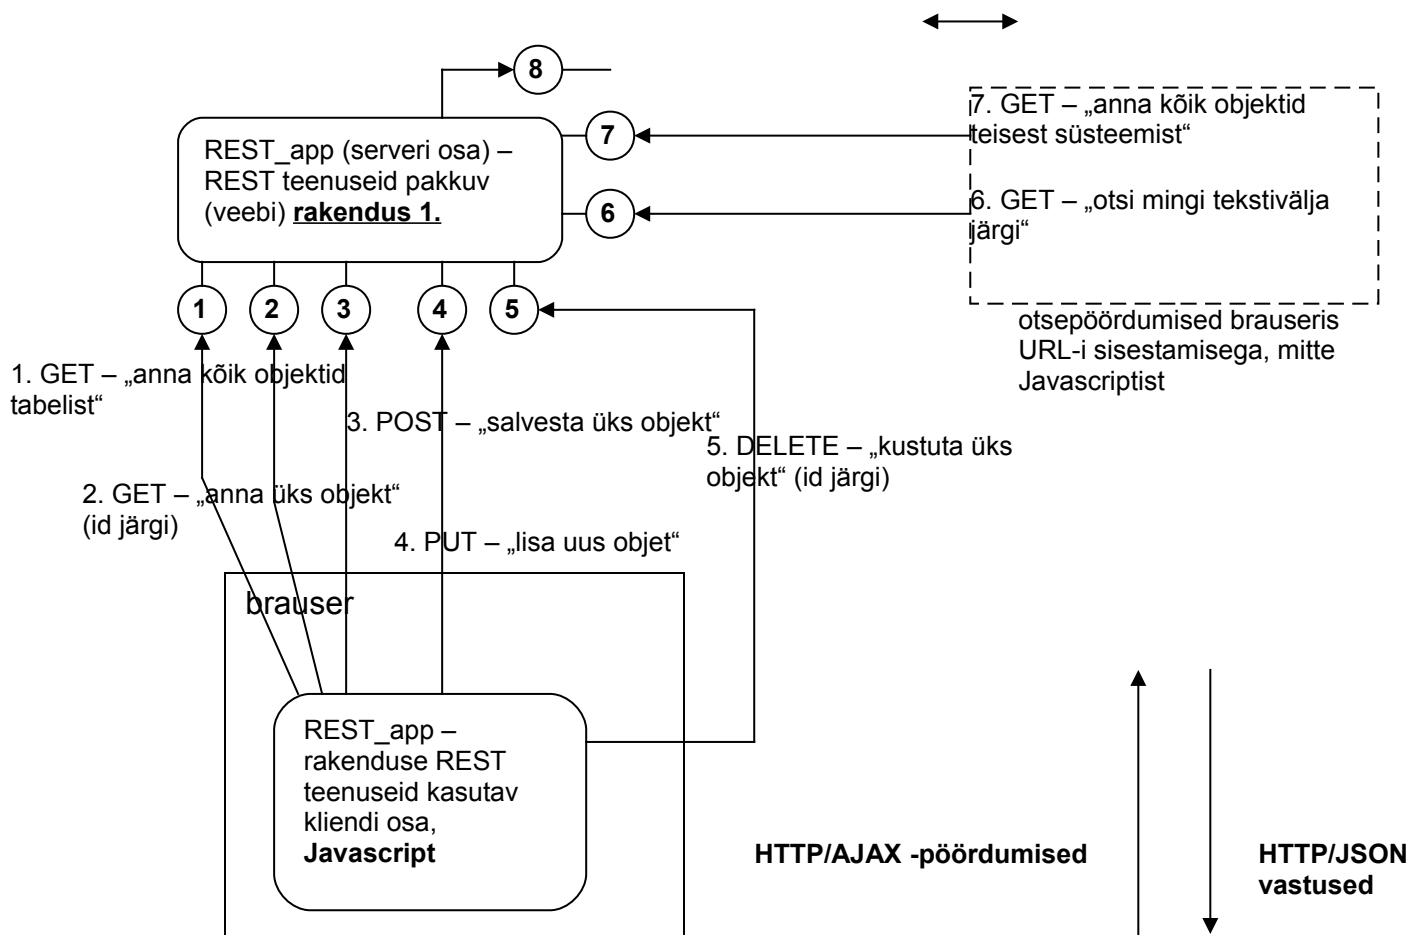 8
7. GET – „anna kõik objektid
teisest süsteemist“
7
REST_app (serveri osa) –
REST teenuseid pakkuv
(veebi) rakendus 1.
6. GET – „otsi mingi tekstivälja
järgi“
6
1
2
3
4
5
otsepöördumised brauseris
URL-i sisestamisega, mitte
Javascriptist
1. GET – „anna kõik objektid
tabelist“
3. POST – „salvesta üks objekt“
5. DELETE – „kustuta üks
objekt“ (id järgi)
2. GET – „anna üks objekt“
(id järgi)
4. PUT – „lisa uus objet“
brauser
REST_app –
rakenduse REST
teenuseid kasutav
kliendi osa,
Javascript
HTTP/AJAX -pöördumised
HTTP/JSON
vastused